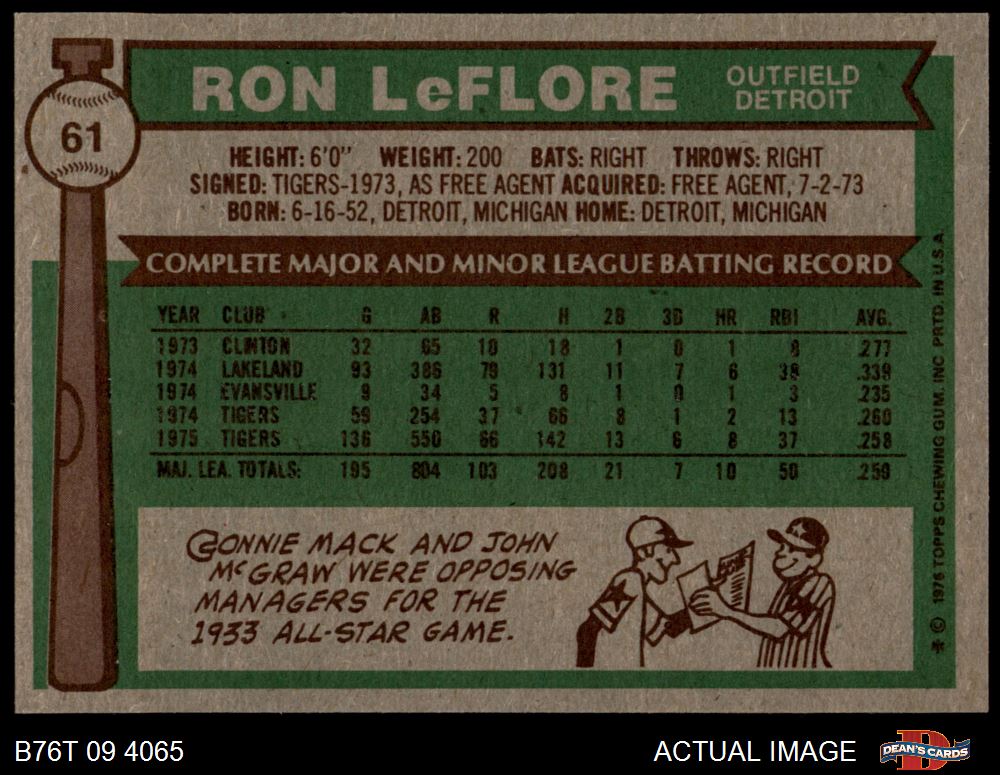 61
RON LeFLORE
OUTFIELD
DETROIT
HEIGHT: 6'0" WEIGHT: 200 BATS: RIGHT THROWS: RIGHT
SIGNED: TIGERS-1973, AS FREE AGENT ACQUIRED: FREE AGENT, 7-2-73
BORN: 6-16-52, DETROIT, MICHIGAN HOME: DETROIT, MICHIGAN
COMPLETE MAJOR AND MINOR LEAGUE BATTING RECORD
YEAR CLUB G AB R H 2B 3B HR RBI AVG.
1973 CLINTON 32 65 10 18 1 0 1 8 .277
1974 LAKELAND 93 386 79 131 11 7 6 38 .339
1974 EVANSVILLE 9 34 5 8 1 0 1 3 .235
1974 TIGERS 59 254 37 66 8 1 2 13 .260
1975 TIGERS 136 550 66 142 13 6 8 37 .258
MAJ. LEA. TOTALS: 195 804 103 208 21 7 10 50 .259
CONNIE MACK AND JOHN
McGRAW WERE OPPOSING
MANAGERS FOR THE
1933 ALL-STAR GAME.
* © 1976 TOPPS CHEWING GUM, INC PRTD. IN U.S.A.
B76T 09 4065
ACTUAL IMAGE
DEAN'S CARDS